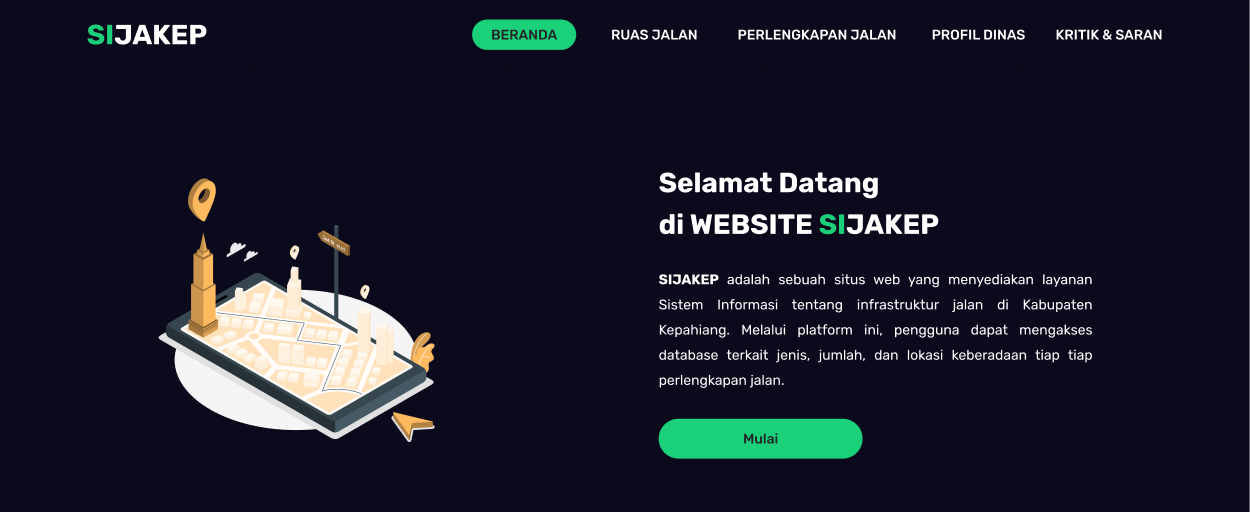 SIJAKEP
BERANDA
RUAS JALAN
PERLENGKAPAN JALAN
PROFIL DINAS
KRITIK & SARAN
Selamat Datang
di WEBSITE SIJAKEP
SIJAKEP adalah sebuah situs web yang menyediakan layanan
Sistem Informasi tentang infrastruktur jalan di Kabupaten
Kepahiang. Melalui platform ini, pengguna dapat mengakses
database terkait jenis, jumlah, dan lokasi keberadaan tiap tiap
perlengkapan jalan.
Mulai